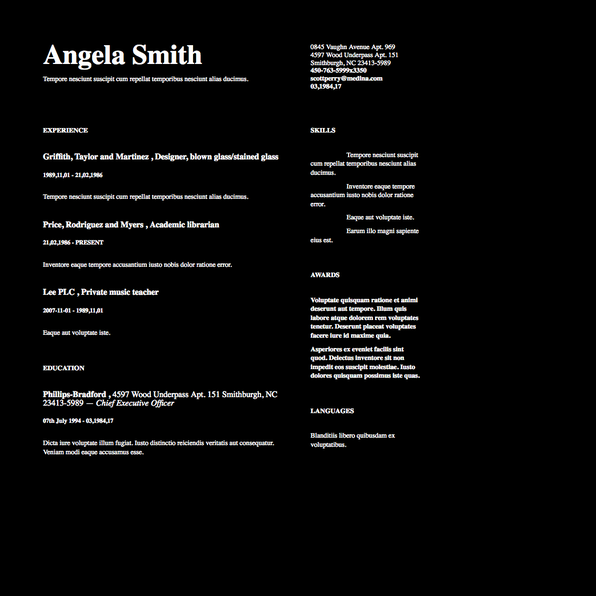 Angela Smith
Tempore nesciunt suscipit cum repellat temporibus nesciunt alias ducimus.
0845 Vaughn Avenue Apt. 969
4597 Wood Underpass Apt. 151
Smithburgh, NC 23413-5989
450-763-5999x3350
scottperry@medina.com
03,1984,17
EXPERIENCE
Griffith, Taylor and Martinez , Designer, blown glass/stained glass
1989,11,01 - 21,02,1986
Tempore nesciunt suscipit cum repellat temporibus nesciunt alias ducimus.
Price, Rodriguez and Myers , Academic librarian
21,02,1986 - PRESENT
Inventore eaque tempore accusantium iusto nobis dolor ratione error.
Lee PLC , Private music teacher
2007-11-01 - 1989,11,01
Eaque aut voluptate iste.
EDUCATION
Phillips-Bradford , 4597 Wood Underpass Apt. 151 Smithburgh, NC
23413-5989 — Chief Executive Officer
07th July 1994 - 03,1984,17
Dicta iure voluptate illum fugiat. Iusto distinctio reiciendis veritatis aut consequatur.
Veniam modi eaque accusamus esse.
SKILLS
Tempore nesciunt suscipit
cum repellat temporibus nesciunt alias
ducimus.
Inventore eaque tempore
accusantium iusto nobis dolor ratione
error.
Eaque aut voluptate iste.
Earum illo magni sapiente
eius est.
AWARDS
Voluptate quisquam ratione et animi
deserunt aut tempore. Illum quis
labore atque dolorem rem voluptates
tenetur. Deserunt placeat voluptates
facere iure id maxime quia.
Asperiores ex eveniet facilis sint
quod. Delectus inventore sit non
impedit eos suscipit molestiae. Iusto
dolores quisquam possimus iste quas.
LANGUAGES
Blanditiis libero quibusdam ex
voluptatibus.